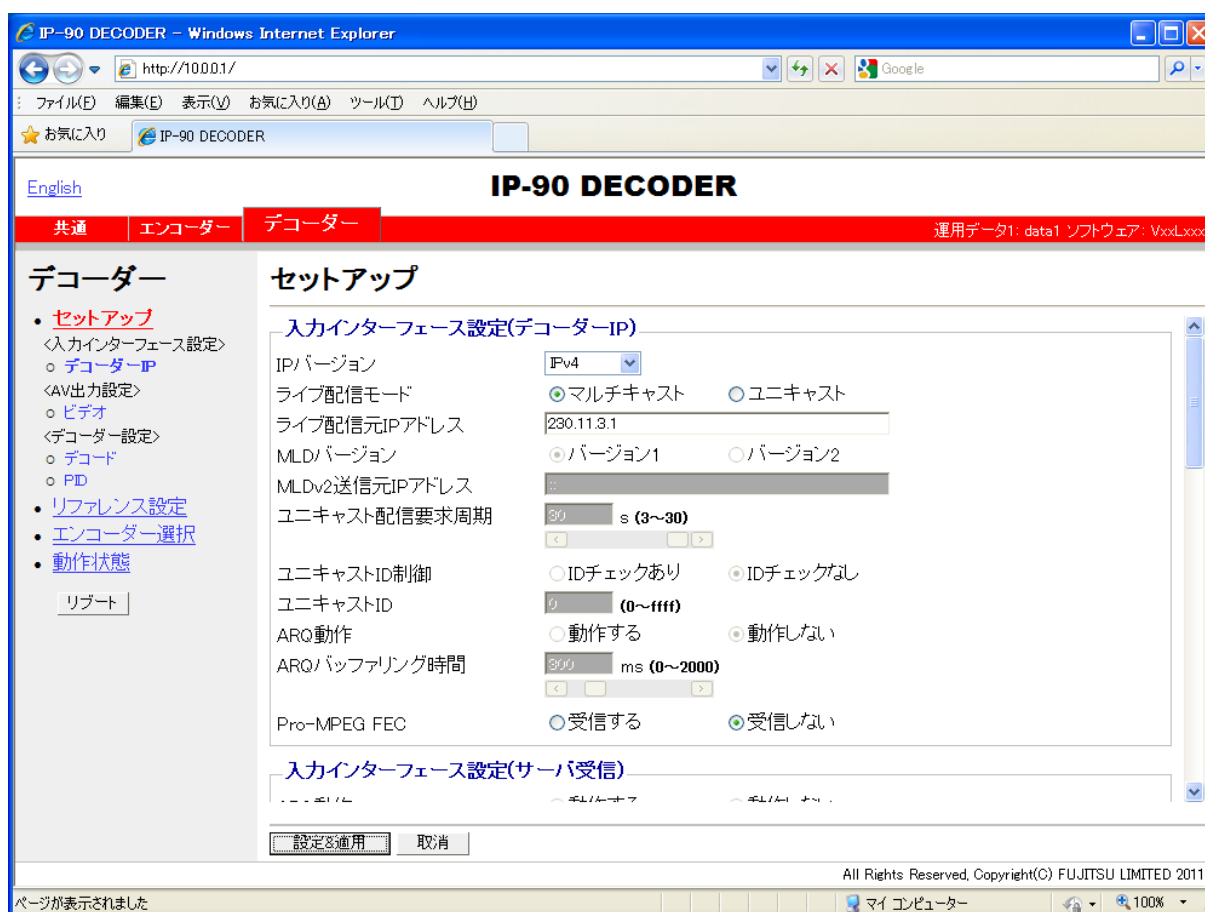 IP-90 DECODER - Windows Internet Explorer
http://10.0.0.1/
Google
ファイル(F) 編集(E) 表示(V) お気に入り(A) ツール(T) ヘルプ(H)
お気に入り IP-90 DECODER
English IP-90 DECODER
共通 エンコーダー デコーダー 運用データ1: data1 ソフトウェア: VxxLxxx
デコーダー
• セットアップ
<入力インターフェース設定>
○ デコーダーIP
<AV出力設定>
○ ビデオ
<デコーダー設定>
○ デコード
○ PID
• リファレンス設定
• エンコーダー選択
• 動作状態
リブート
セットアップ
入力インターフェース設定(デコーダーIP)
IPバージョン IPv4
ライブ配信モード マルチキャスト ユニキャスト
ライブ配信元IPアドレス 230.11.3.1
MLDバージョン バージョン1 バージョン2
MLDv2送信元IPアドレス ::
ユニキャスト配信要求周期 30 s (3～30)
ユニキャストID制御 IDチェックあり IDチェックなし
ユニキャストID 0 (0～ffff)
ARQ動作 動作する 動作しない
ARQバッファリング時間 300 ms (0～2000)
Pro-MPEG FEC 受信する 受信しない
入力インターフェース設定(サーバ受信)
設定&適用 取消
All Rights Reserved, Copyright(C) FUJITSU LIMITED 2011
ページが表示されました マイ コンピューター 100%